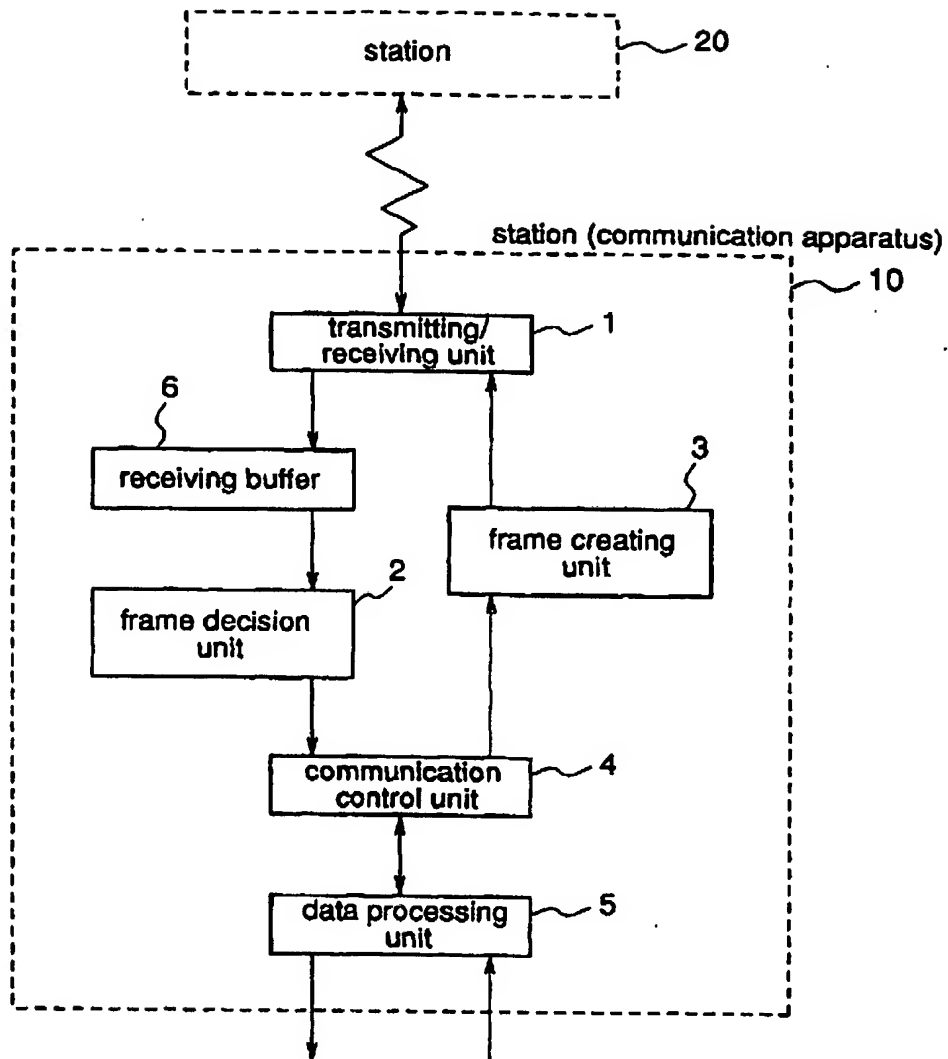 station
20
station (communication apparatus)
10
transmitting/
receiving unit
1
6
receiving buffer
3
frame creating
unit
2
frame decision
unit
communication
control unit
4
data processing
unit
5